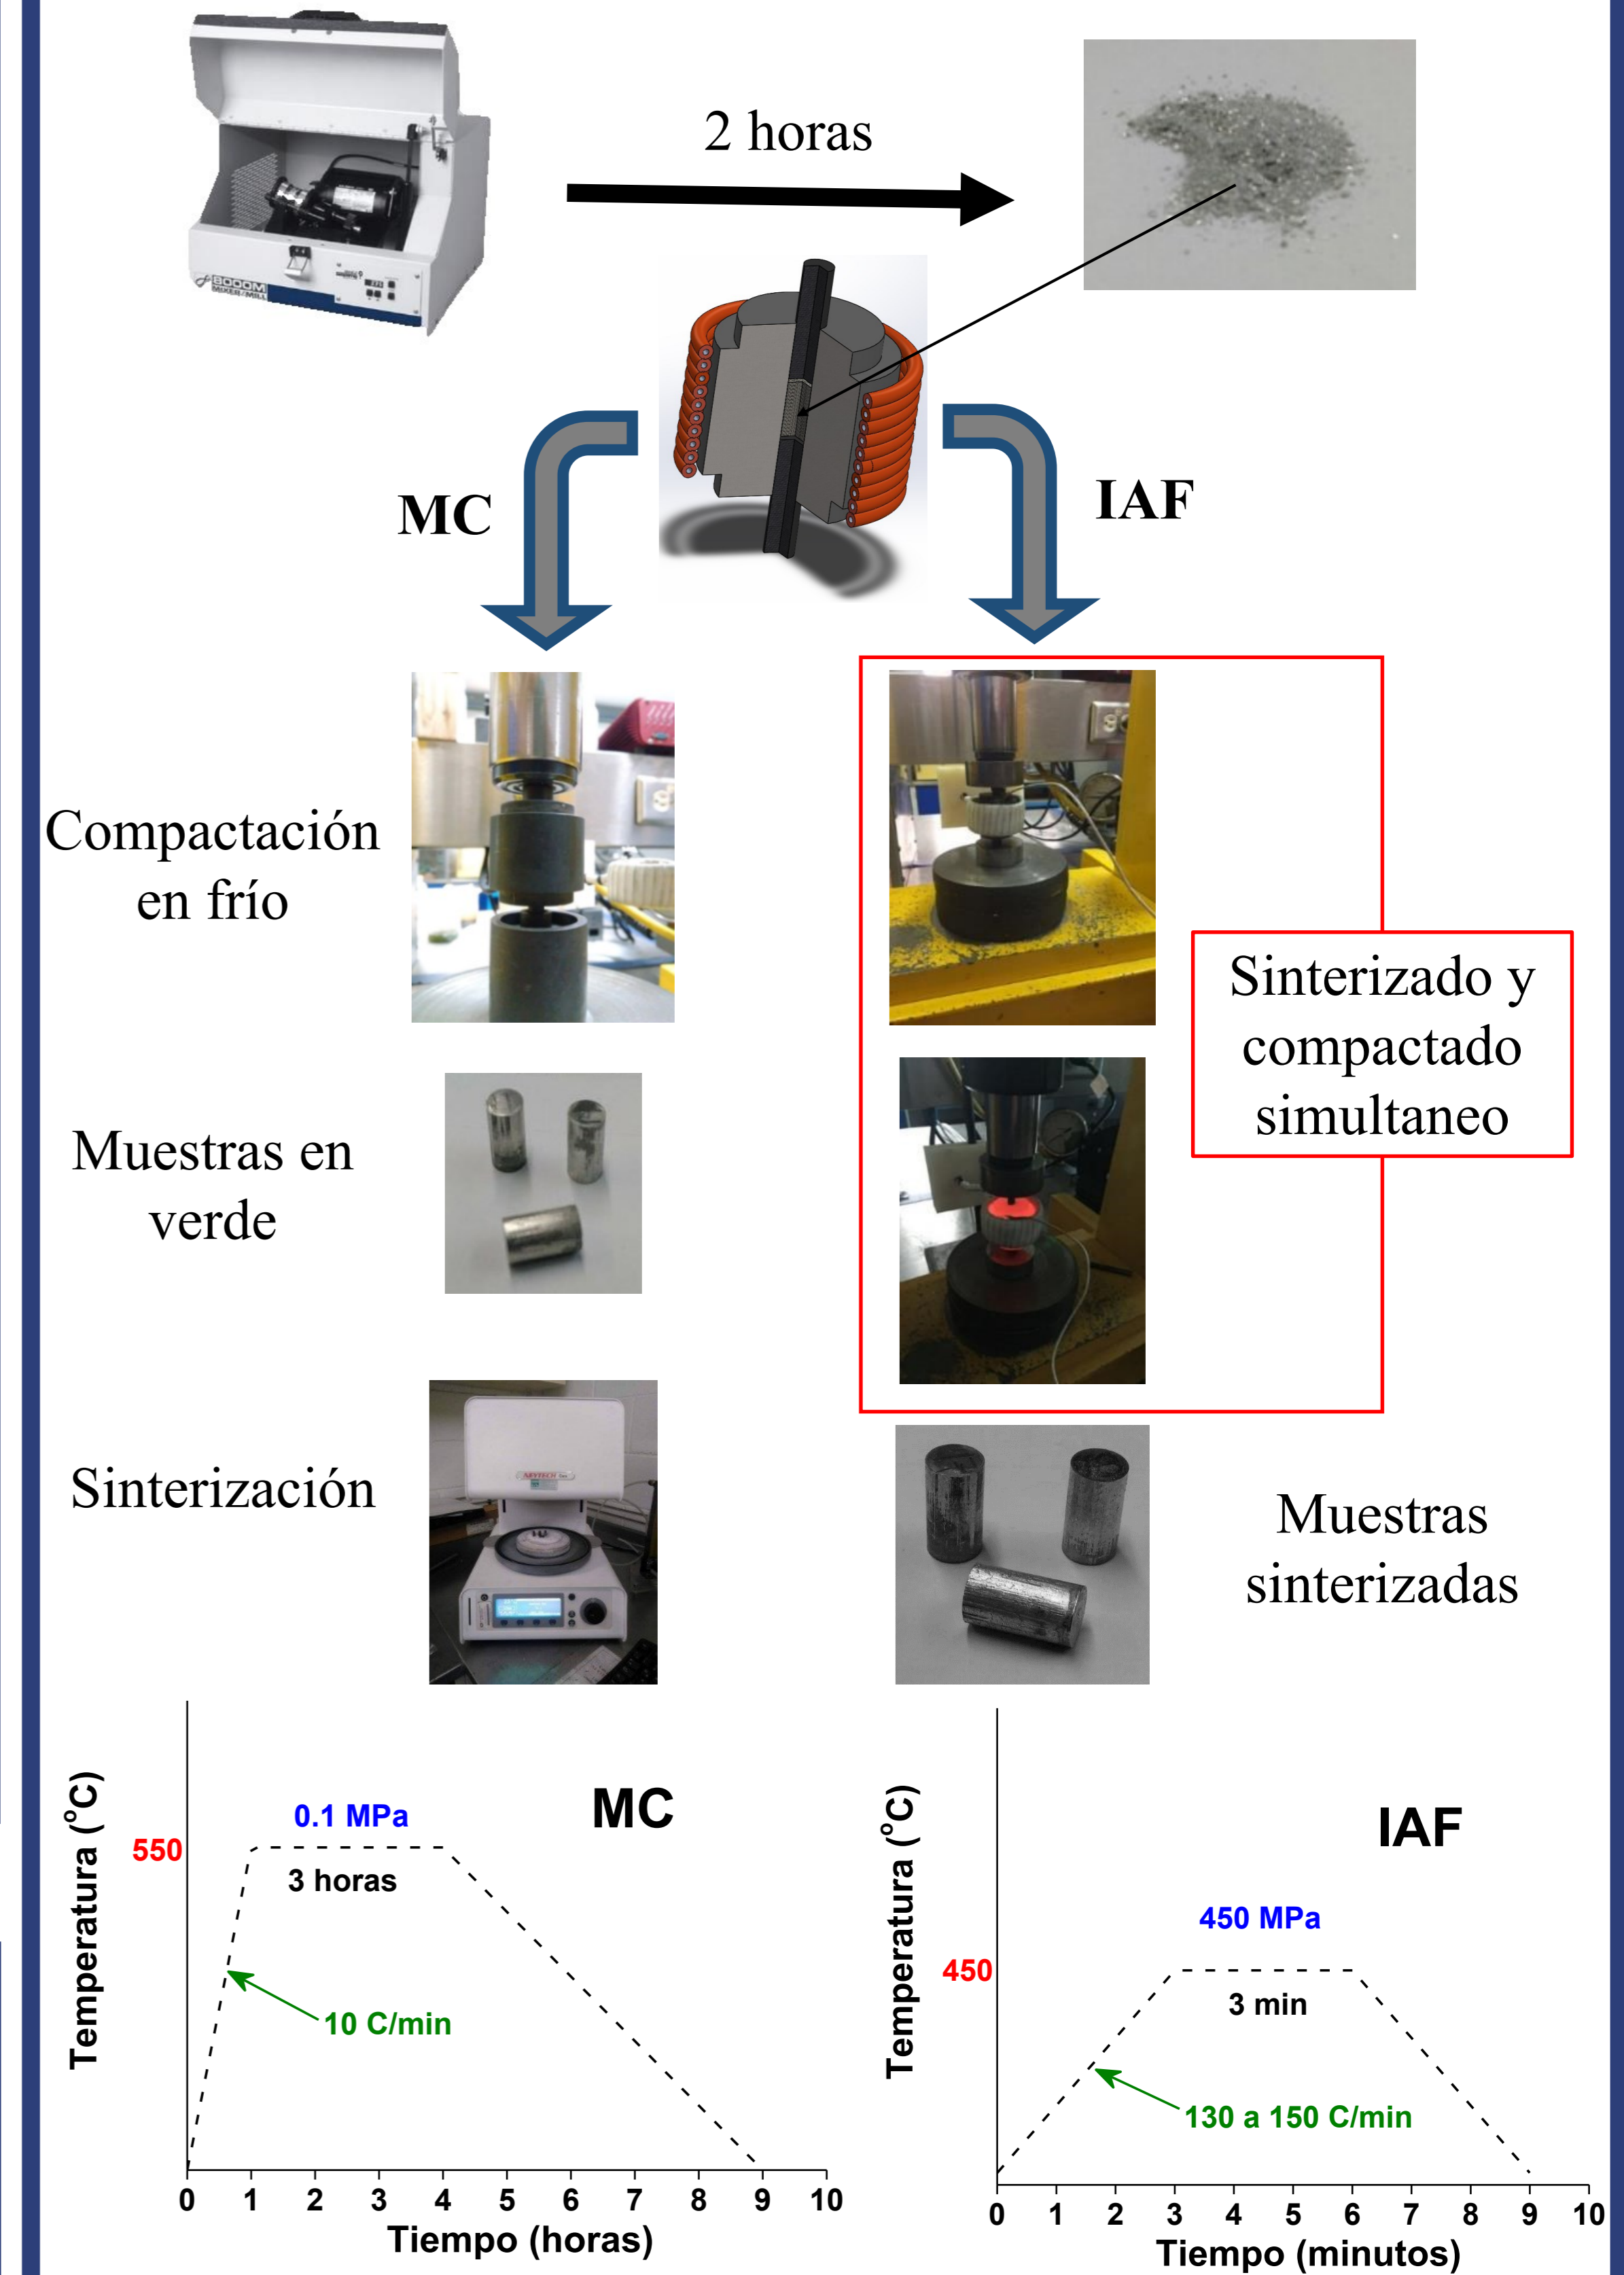 2 horas
8000M
MIXER/MILL
MC
IAF
Compactación
en frío
Sinterizado y
compactado
simultaneo
Muestras en
verde
Sinterización
Muestras
sinterizadas
MC
Temperatura (°C)
550
0.1 MPa
3 horas
10 C/min
0 1 2 3 4 5 6 7 8 9 10
Tiempo (horas)
IAF
Temperatura (°C)
450
450 MPa
3 min
130 a 150 C/min
0 1 2 3 4 5 6 7 8 9 10
Tiempo (minutos)